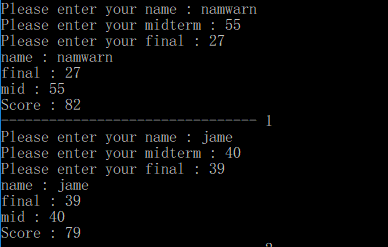 Please enter your name : namwarn
Please enter your midterm : 55
Please enter your final : 27
name : namwarn
final : 27
mid : 55
Score : 82
-------------------------------- 1
Please enter your name : jame
Please enter your midterm : 40
Please enter your final : 39
name : jame
final : 39
mid : 40
Score : 79